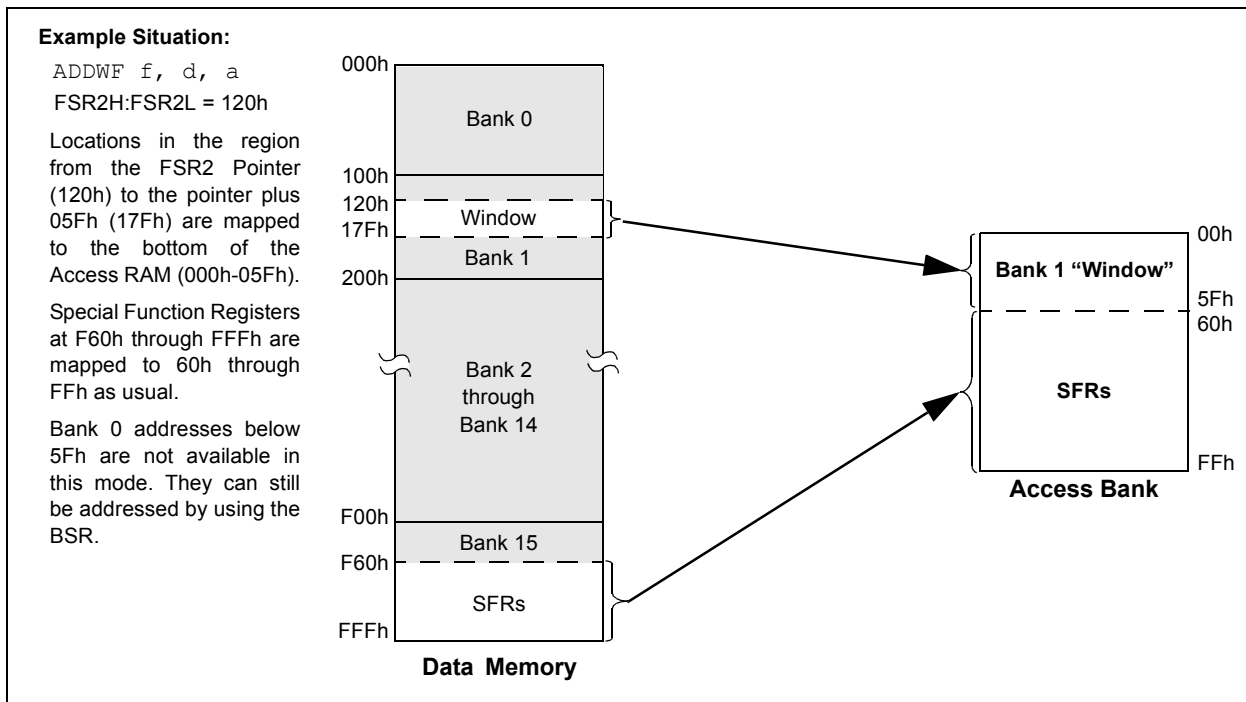 Example Situation:
ADDWF f, d, a
FSR2H:FSR2L = 120h
Locations in the region
from the FSR2 Pointer
(120h) to the pointer plus
05Fh (17Fh) are mapped
to the bottom of the
Access RAM (000h-05Fh).
Special Function Registers
at F60h through FFFh are
mapped to 60h through
FFh as usual.
Bank 0 addresses below
5Fh are not available in
this mode. They can still
be addressed by using the
BSR.
000h
Bank 0
100h
120h
Window
17Fh
Bank 1
200h
Bank 2
through
Bank 14
F00h
Bank 15
F60h
SFRs
FFFh
Data Memory
00h
Bank 1 “Window”
5Fh
60h
SFRs
FFh
Access Bank